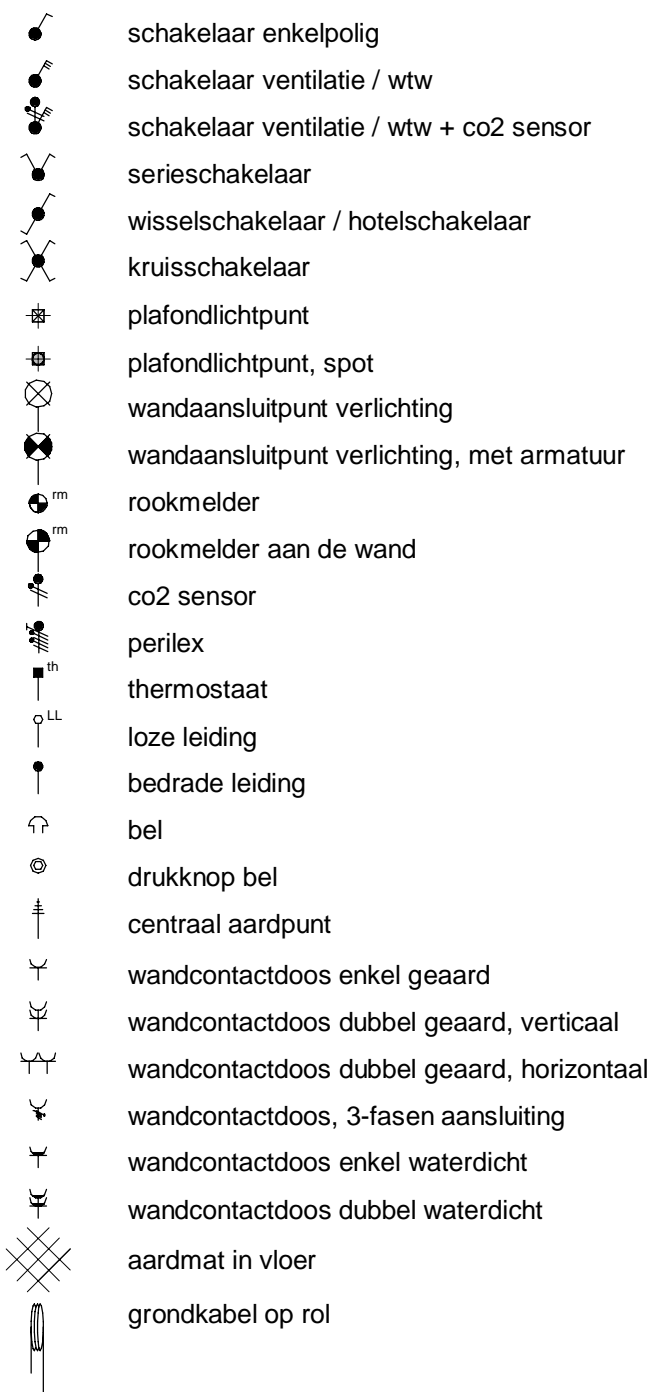 schakelaar enkelpolig
schakelaar ventilatie / wtw
schakelaar ventilatie / wtw + co2 sensor
serieschakelaar
wisselschakelaar / hotelschakelaar
kruisschakelaar
plafondlichtpunt
plafondlichtpunt, spot
wandaansluitpunt verlichting
wandaansluitpunt verlichting, met armatuur
rm rookmelder
rm rookmelder aan de wand
co2 sensor
perilex
th thermostaat
LL loze leiding
bedrade leiding
bel
drukknop bel
centraal aardpunt
wandcontactdoos enkel geaard
wandcontactdoos dubbel geaard, verticaal
wandcontactdoos dubbel geaard, horizontaal
wandcontactdoos, 3-fasen aansluiting
wandcontactdoos enkel waterdicht
wandcontactdoos dubbel waterdicht
aardmat in vloer
grondkabel op rol